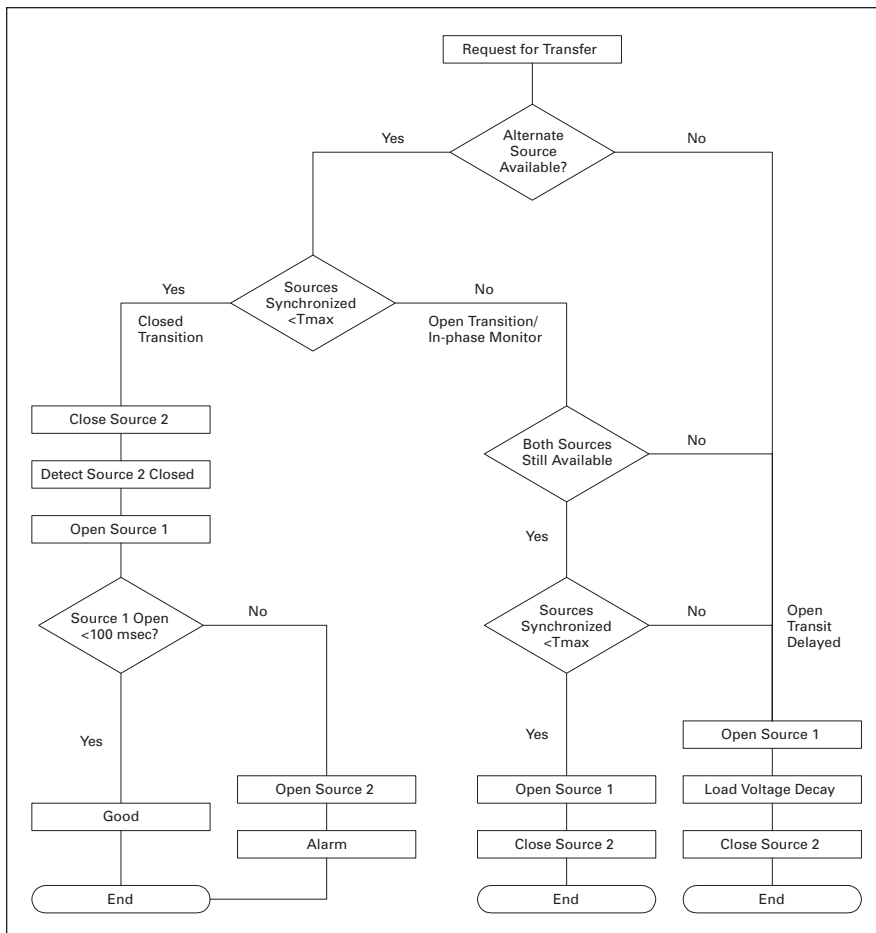 Request for Transfer
Yes
Alternate
Source
Available?
No
Yes
Closed
Transition
Sources
Synchronized
<Tmax
No
Open Transition/
In-phase Monitor
Close Source 2
Detect Source 2 Closed
Open Source 1
Both Sources
Still Available
No
Yes
Source 1 Open
<100 msec?
No
Sources
Synchronized
<Tmax
No
Open
Transit
Delayed
Yes
Good
Open Source 2
Alarm
End
Yes
Open Source 1
Close Source 2
End
Open Source 1
Load Voltage Decay
Close Source 2
End